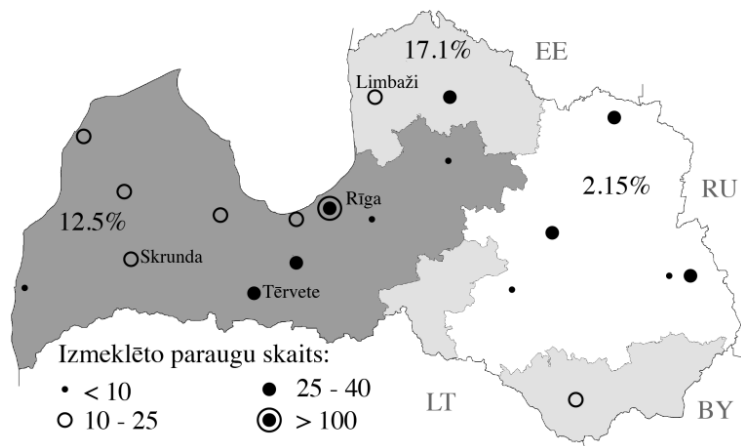 17.1%
EE
Limbaži
2.15%
RU
Rīga
12.5%
Skrunda
Tērvete
Izmeklēto paraugu skaits:
< 10
25 - 40
10 - 25
> 100
LT
BY